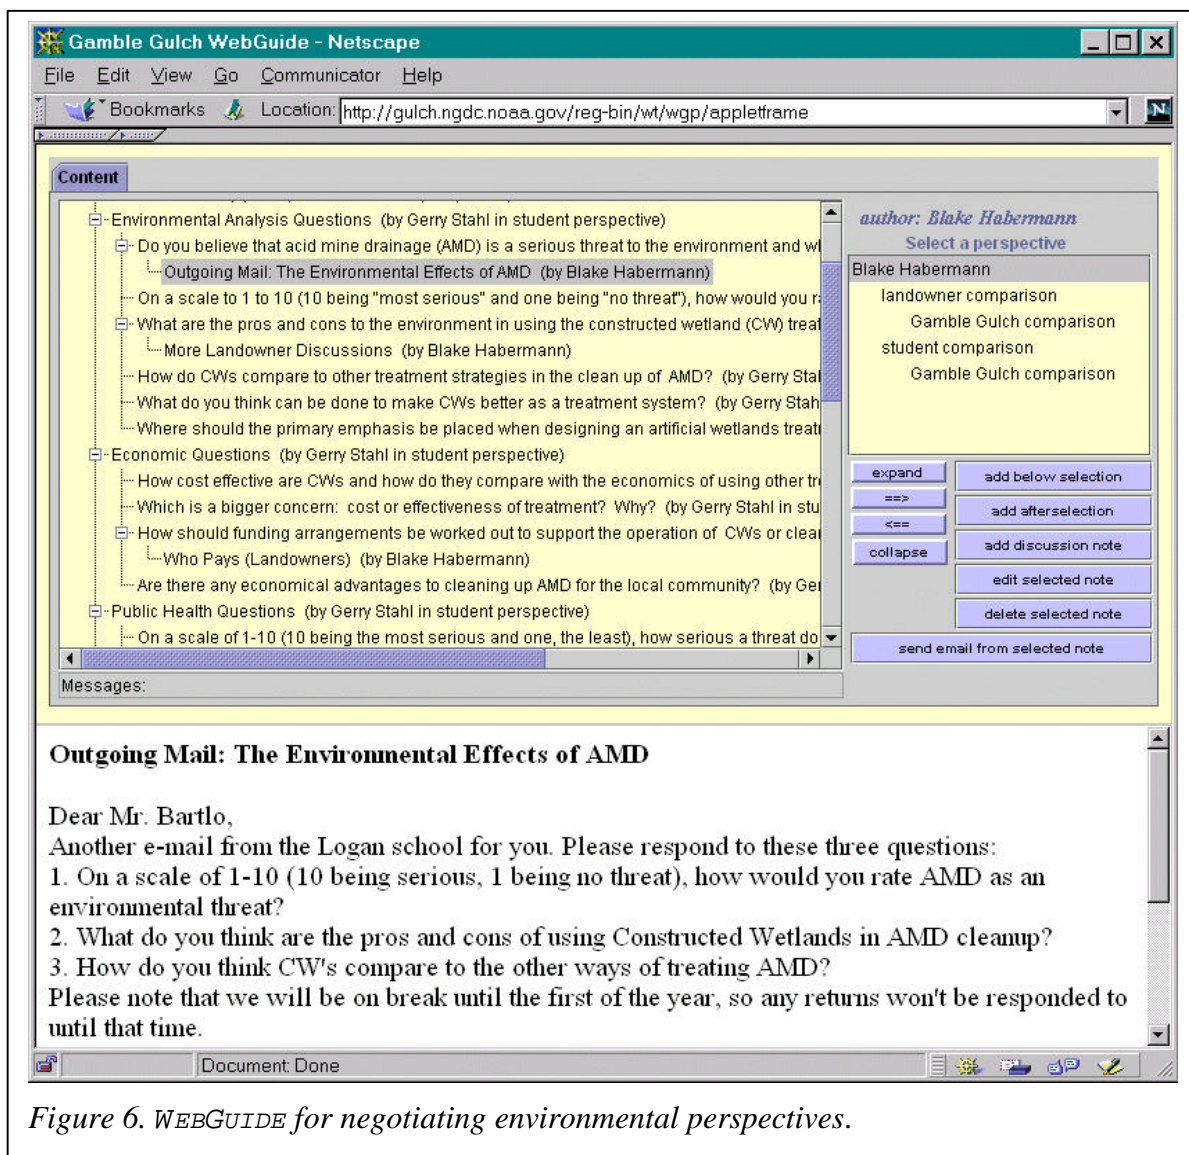 Gamble Gulch WebGuide - Netscape
File Edit View Go Communicator Help
Bookmarks Location: http://gulch.ngdc.noaa.gov/reg-bin/wt/wgp/appletframe N
Content
Environmental Analysis Questions (by Gerry Stahl in student perspective)
Do you believe that acid mine drainage (AMD) is a serious threat to the environment and wl
Outgoing Mail: The Environmental Effects of AMD (by Blake Habermann)
On a scale to 1 to 10 (10 being "most serious" and one being "no threat"), how would you r
What are the pros and cons to the environment in using the constructed wetland (CW) treat
More Landowner Discussions (by Blake Habermann)
How do CWs compare to other treatment strategies in the clean up of AMD? (by Gerry Stal
What do you think can be done to make CWs better as a treatment system? (by Gerry Stah
Where should the primary emphasis be placed when designing an artificial wetlands treat
Economic Questions (by Gerry Stahl in student perspective)
How cost effective are CWs and how do they compare with the economics of using other tr
Which is a bigger concern: cost or effectiveness of treatment? Why? (by Gerry Stahl in stu
How should funding arrangements be worked out to support the operation of CWs or clear
Who Pays (Landowners) (by Blake Habermann)
Are there any economical advantages to cleaning up AMD for the local community? (by Ger
Public Health Questions (by Gerry Stahl in student perspective)
On a scale of 1-10 (10 being the most serious and one, the least), how serious a threat do
Messages:
author: Blake Habermann
Select a perspective
Blake Habermann
landowner comparison
Gamble Gulch comparison
student comparison
Gamble Gulch comparison
expand
==>
<==
collapse
add below selection
add afterselection
add discussion note
edit selected note
delete selected note
send email from selected note
Outgoing Mail: The Environmental Effects of AMD
Dear Mr. Bartlo,
Another e-mail from the Logan school for you. Please respond to these three questions:
1. On a scale of 1-10 (10 being serious, 1 being no threat), how would you rate AMD as an
environmental threat?
2. What do you think are the pros and cons of using Constructed Wetlands in AMD cleanup?
3. How do you think CW's compare to the other ways of treating AMD?
Please note that we will be on break until the first of the year, so any returns won't be responded to
until that time.
Document: Done
Figure 6. WEBGUIDE for negotiating environmental perspectives.